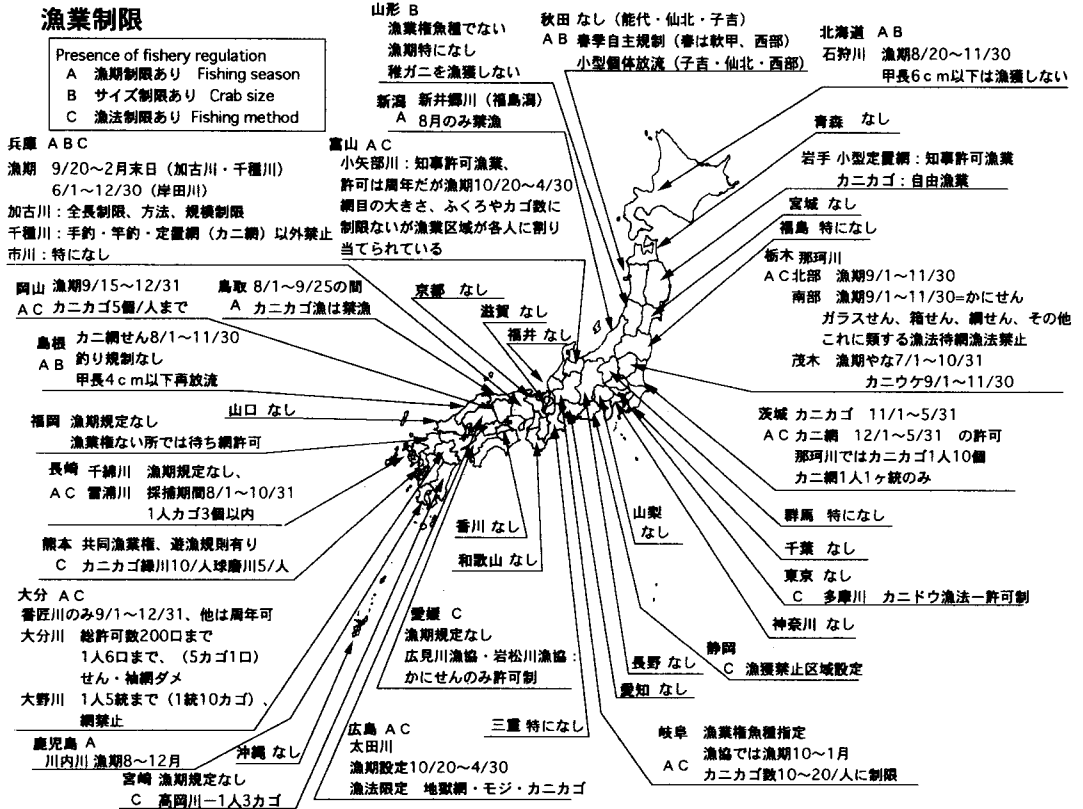 漁業制限
Presence of fishery regulation
A 漁期制限あり Fishing season
B サイズ制限あり Crab size
C 漁法制限あり Fishing method
山形 B
漁業権魚種でない
漁期特になし
稚ガニを漁獲しない
秋田 なし（能代・仙北・子吉）
A B 春季自主規制（春は軟甲、西部）
小型個体放流（子吉・仙北・西部）
北海道 A B
石狩川 漁期8/20～11/30
甲長6cm以下は漁獲しない
新潟 新井郷川（福島潟）
A 8月のみ禁漁
青森 なし
岩手 小型定置網：知事許可漁業
カニカゴ：自由漁業
宮城 なし
福島 特になし
兵庫 A B C
漁期 9/20～2月末日（加古川・千種川）
6/1～12/30（岸田川）
加古川：全長制限、方法、規模制限
千種川：手釣・竿釣・定置網（カニ網）以外禁止
市川：特になし
富山 A C
小矢部川：知事許可漁業、
許可は周年だが漁期10/20～4/30
網目の大きさ、ふくろやカゴ数に
制限ないが漁業区域が各人に割り
当てられている
栃木 那珂川
A C 北部 漁期9/1～11/30
南部 漁期9/1～11/30=かにせん
ガラスせん、箱せん、網せん、その他
これに類する漁法待網漁法禁止
茂木 漁期やな7/1～10/31
カニウケ9/1～11/30
岡山 漁期9/15～12/31
A C カニカゴ5個/人まで
鳥取 8/1～9/25の間
A カニカゴ漁は禁漁
京都 なし
滋賀 なし
福井 なし
島根 カニ網せん8/1～11/30
A B 釣り規制なし
甲長4cm以下再放流
山口 なし
福岡 漁期規定なし
漁業権ない所では待ち網許可
茨城 カニカゴ 11/1～5/31
A C カニ網 12/1～5/31 の許可
那珂川ではカニカゴ1人10個
カニ網1人1ヶ統のみ
長崎 千綿川 漁期規定なし、
A C 雪浦川 採捕期間8/1～10/31
1人カゴ3個以内
香川 なし
和歌山 なし
山梨 なし
群馬 特になし
千葉 なし
熊本 共同漁業権、遊漁規則有り
C カニカゴ緑川10/人球磨川5/人
東京 なし
C 多摩川 カニドウ漁法ー許可制
神奈川 なし
大分 A C
番匠川のみ9/1～12/31、他は周年可
大分川 総許可数200口まで
1人6口まで、（5カゴ1口）
せん・袖網ダメ
大野川 1人5統まで（1統10カゴ）、
網禁止
愛媛 C
漁期規定なし
広見川漁協・岩松川漁協：
かにせんのみ許可制
静岡
C 漁獲禁止区域設定
長野 なし
愛知 なし
三重 特になし
鹿児島 A
川内川 漁期8～12月
沖縄 なし
宮崎 漁期規定なし
C 高岡川ー1人3カゴ
広島 A C
太田川
漁期設定10/20～4/30
漁法限定 地獄網・モジ・カニカゴ
岐阜 漁業権魚種指定
漁協では漁期10～1月
A C カニカゴ数10～20/人に制限